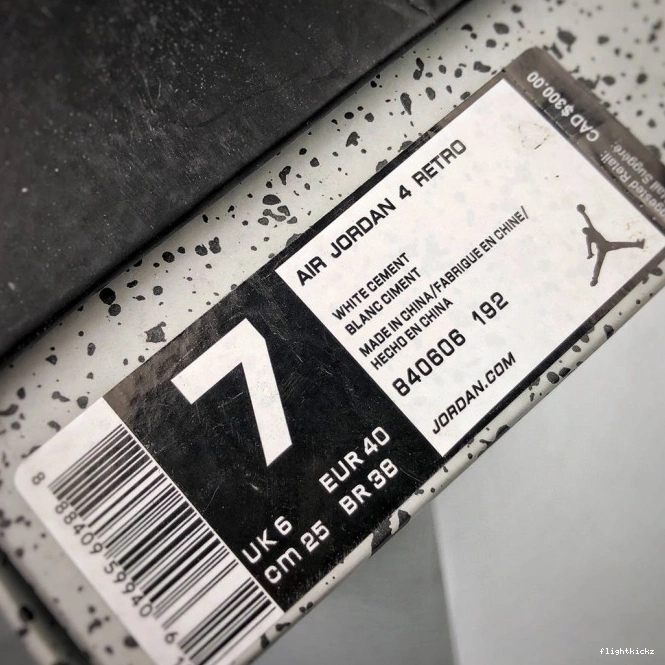 CAD $300.00
AIR JORDAN 4 RETRO
WHITE CEMENT
BLANC CIMENT
MADE IN CHINA/FABRIQUE EN CHINE/
HECHO EN CHINA
840606 192
JORDAN.COM
7
UK 6 EUR 40
CM 25 BR 38
8 88409 59940 6
flightkickz